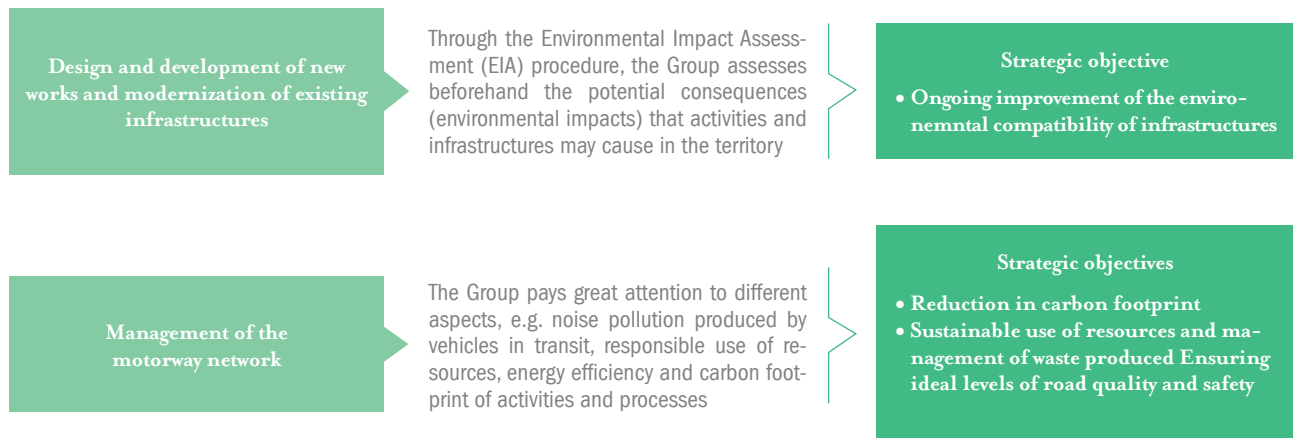 Design and development of new
works and modernization of existing
infrastructures
Through the Environmental Impact Assess-
ment (EIA) procedure, the Group assesses
beforehand the potential consequences
(environmental impacts) that activities and
infrastructures may cause in the territory
Strategic objective
• Ongoing improvement of the enviro-
nemntal compatibility of infrastructures
Management of the
motorway network
The Group pays great attention to different
aspects, e.g. noise pollution produced by
vehicles in transit, responsible use of re-
sources, energy efficiency and carbon foot-
print of activities and processes
Strategic objectives
• Reduction in carbon footprint
• Sustainable use of resources and ma-
nagement of waste produced Ensuring
ideal levels of road quality and safety